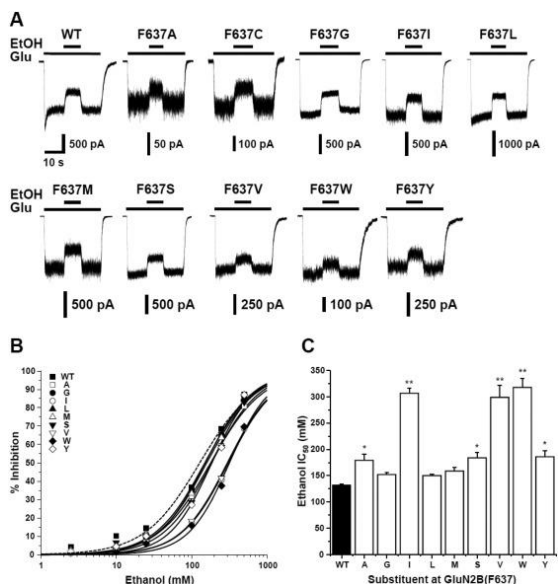 A
WT F637A F637C F637G F637I F637L
EtOH
Glu
10 s
500 pA 50 pA 100 pA 500 pA 500 pA 1000 pA
F637M F637S F637V F637W F637Y
EtOH
Glu
500 pA 500 pA 250 pA 100 pA 250 pA
B
% Inhibition
100
90
80
70
60
50
40
30
20
10
0
WT
A
G
I
L
M
S
V
W
Y
1 10 100 1000
Ethanol (mM)
C
Ethanol IC50 (mM)
350
300
250
200
150
100
50
0
* ** * ** ** *
WT A G I L M S V W Y
Substituent at GluN2B(F637)